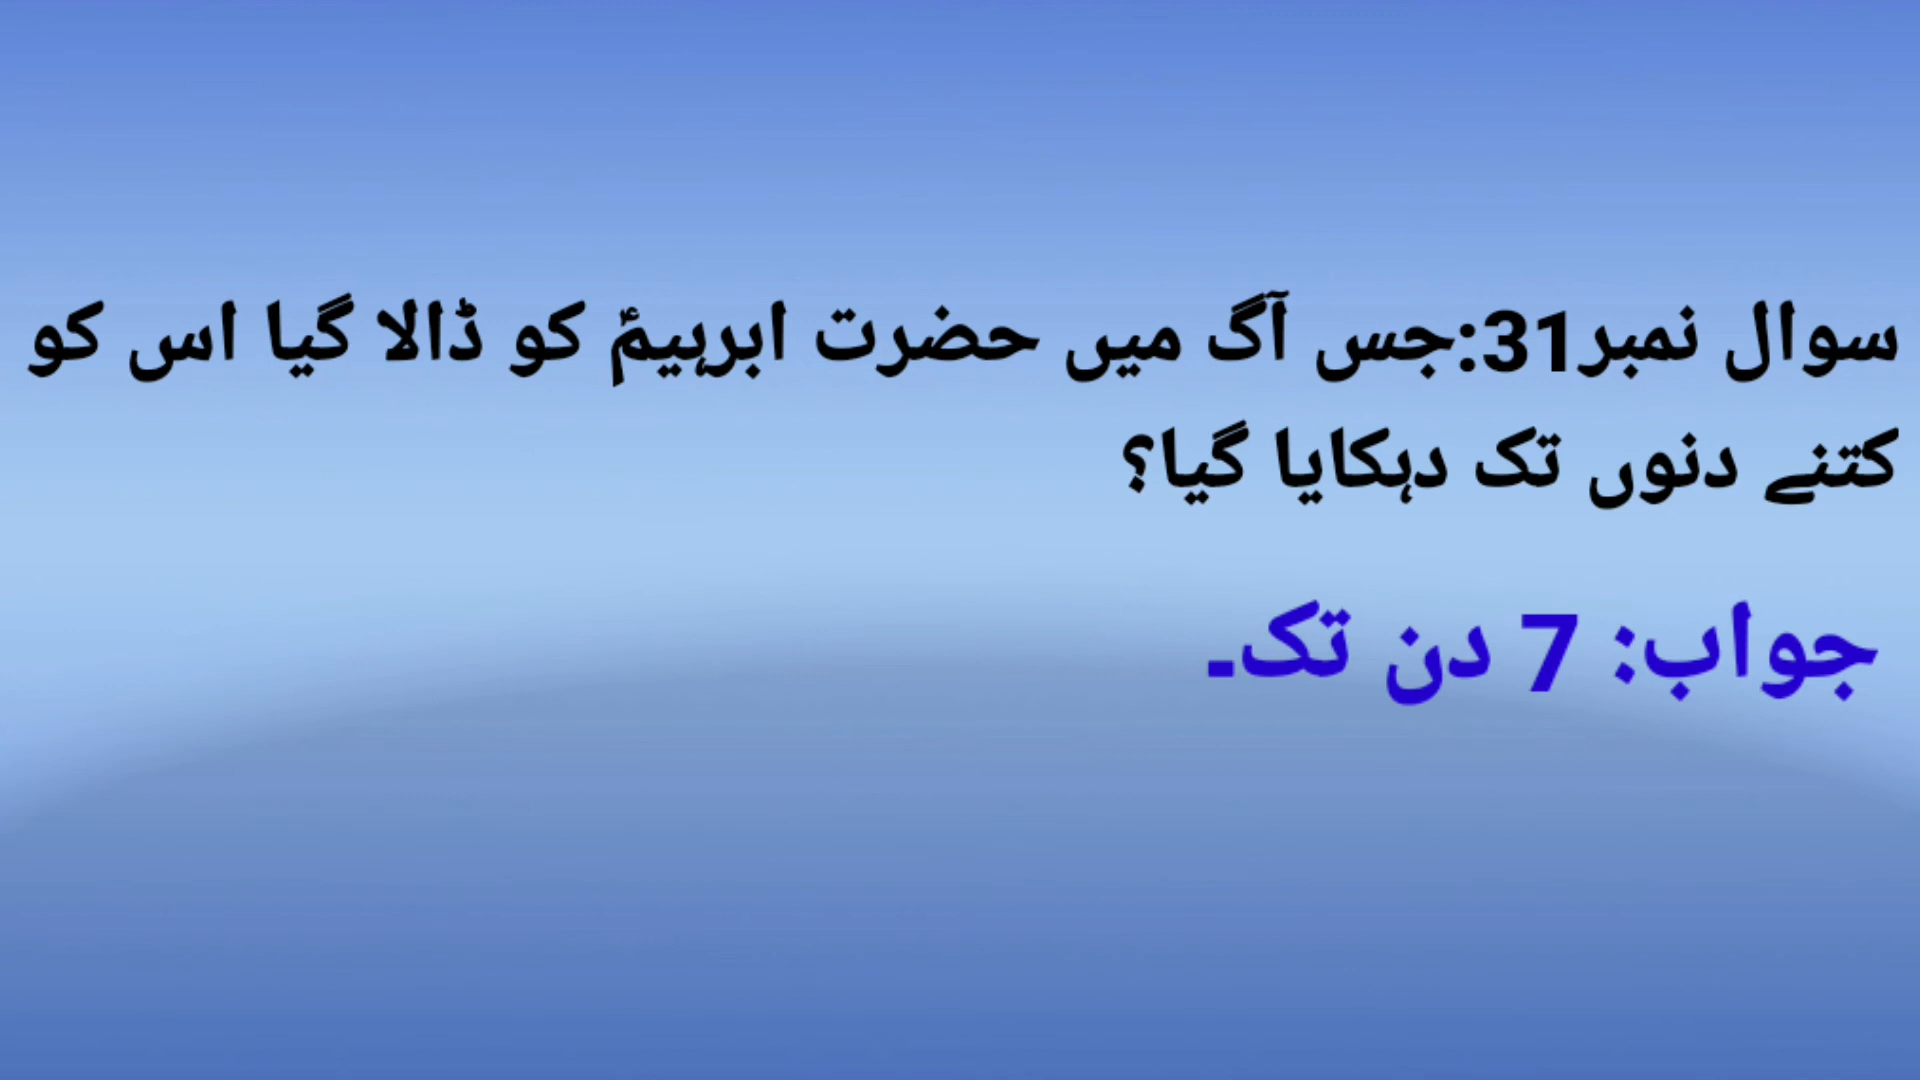 سوال نمبر31:جس آگ میں حضرت ابرہیمؑ کو ڈالا گیا اس کو
کتنے دنوں تک دہکایا گیا؟
جواب: 7 دن تک۔